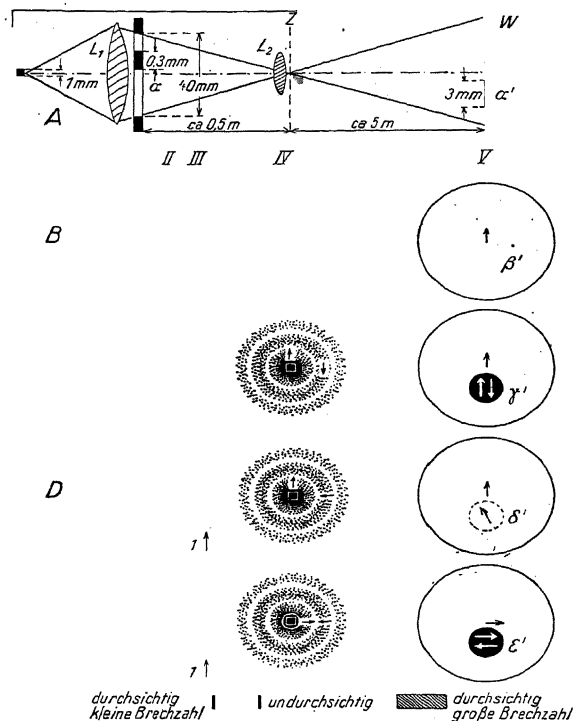 Z
L₁
L₂
W
0,3mm
1mm
α
40mm
3mm
α'
A
ca 0,5 m
ca 5m
II III IV V
B
β'
γ'
D
δ'
1
ε'
1
durchsichtig
kleine Brechzahl
undurchsichtig
durchsichtig
große Brechzahl